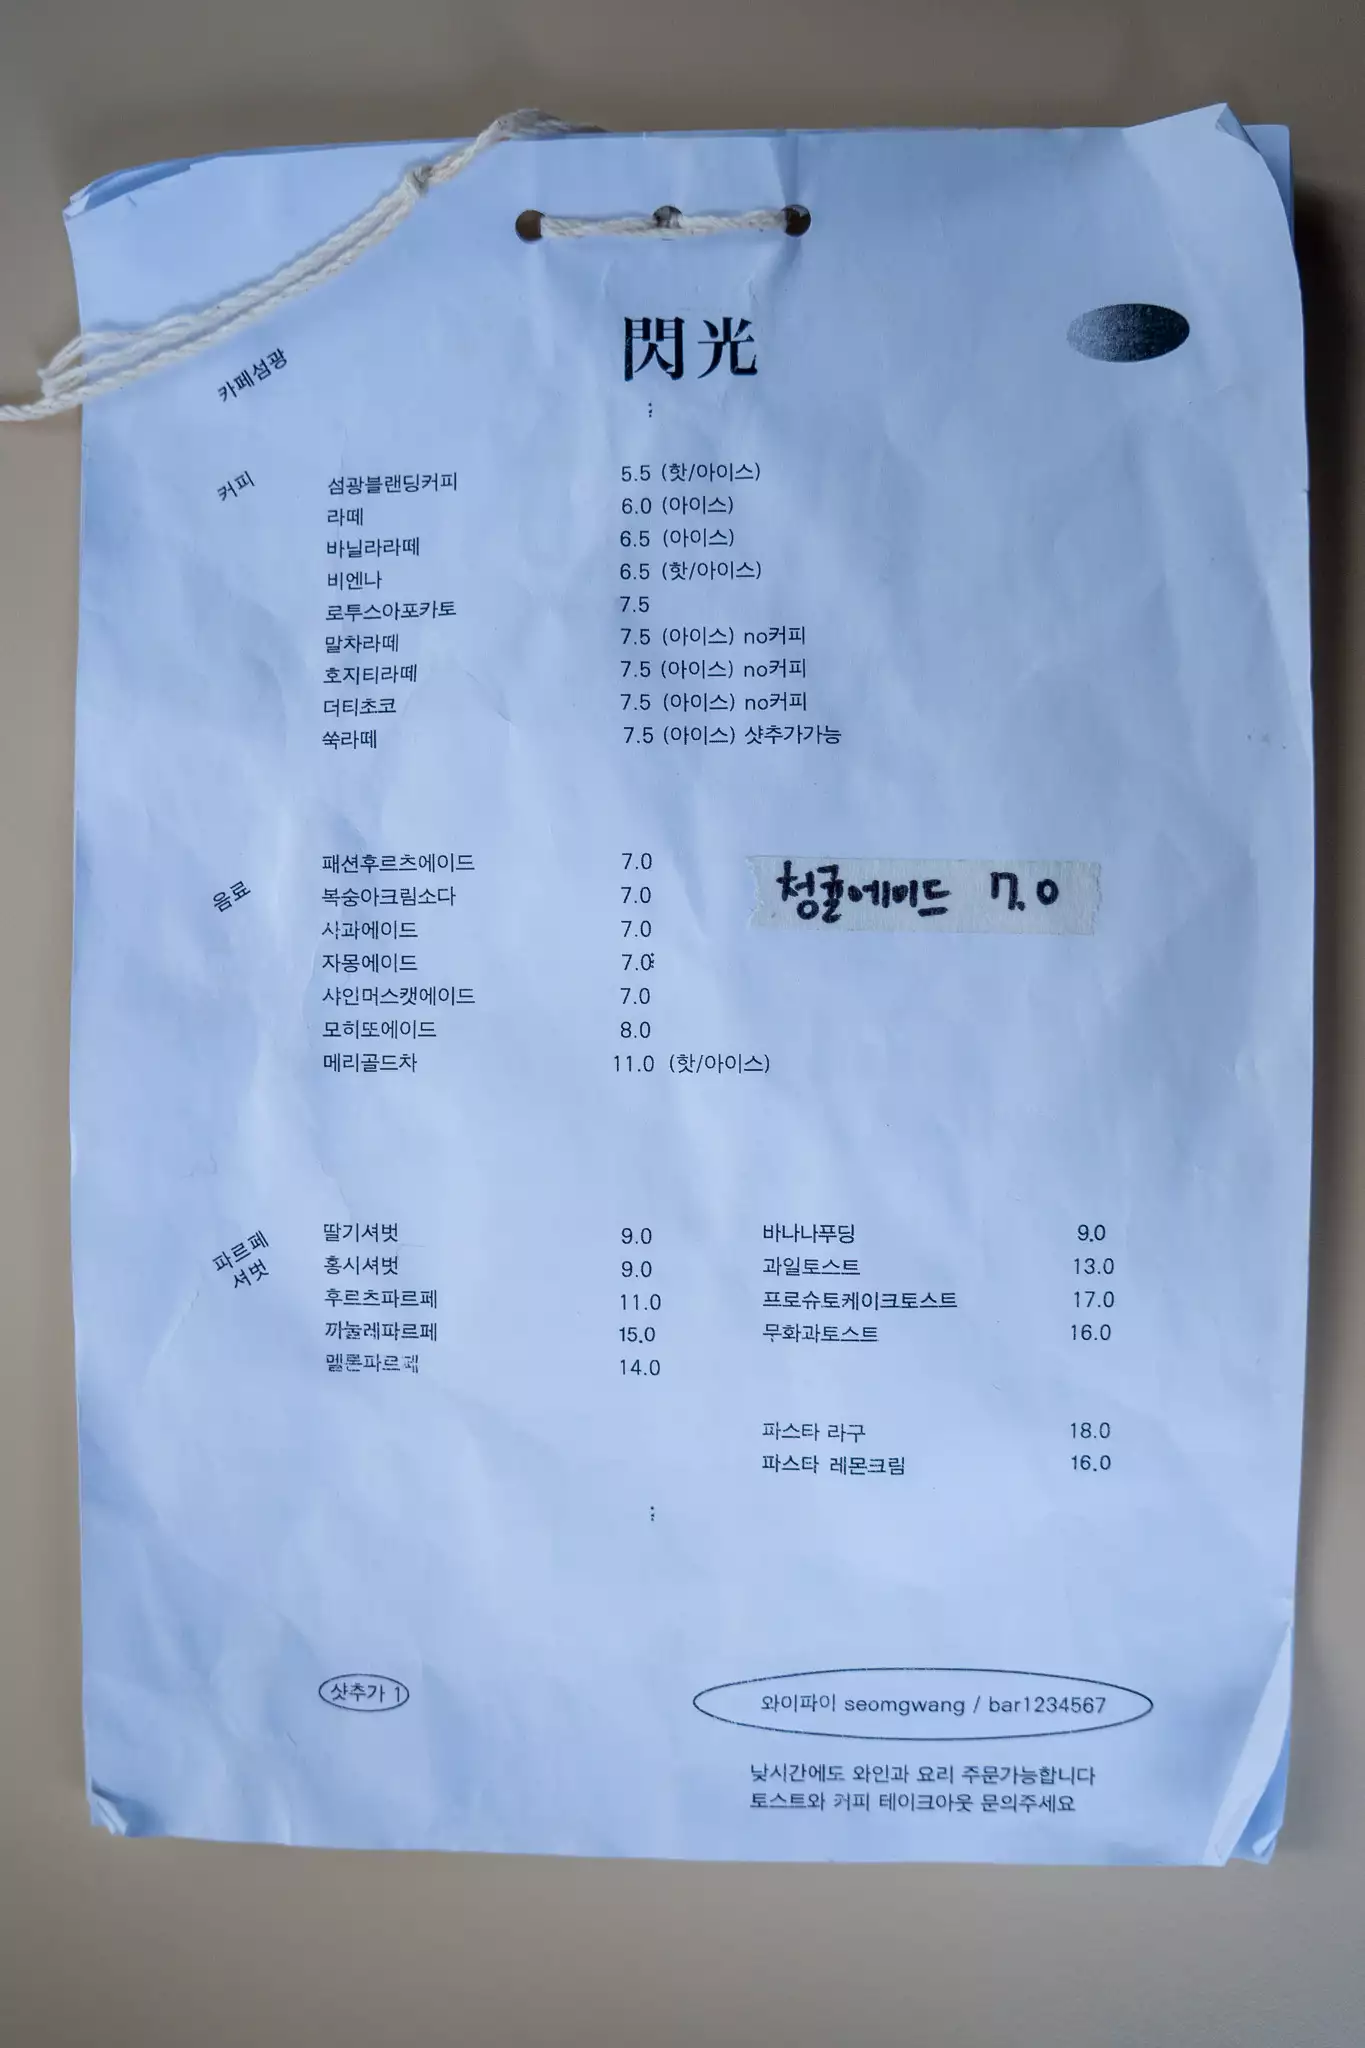 閃光
카페섬광
커피
섬광블랜딩커피 5.5 (핫/아이스)
라떼 6.0 (아이스)
바닐라라떼 6.5 (아이스)
비엔나 6.5 (핫/아이스)
로투스아포카토 7.5
말차라떼 7.5 (아이스) no커피
호지티라떼 7.5 (아이스) no커피
더티초코 7.5 (아이스) no커피
쑥라떼 7.5 (아이스) 샷추가가능
음료
패션후르츠에이드 7.0
청귤에이드 7.0
복숭아크림소다 7.0
사과에이드 7.0
자몽에이드 7.0
샤인머스캣에이드 7.0
모히또에이드 8.0
메리골드차 11.0 (핫/아이스)
파르페
셔벗
딸기셔벗 9.0
홍시셔벗 9.0
후르츠파르페 11.0
까눌레파르페 15.0
멜론파르페 14.0
바나나푸딩 9.0
과일토스트 13.0
프로슈토케이크토스트 17.0
무화과토스트 16.0
파스타 라구 18.0
파스타 레몬크림 16.0
샷추가 1
와이파이 seomgwang / bar1234567
낮시간에도 와인과 요리 주문가능합니다
토스트와 커피 테이크아웃 문의주세요